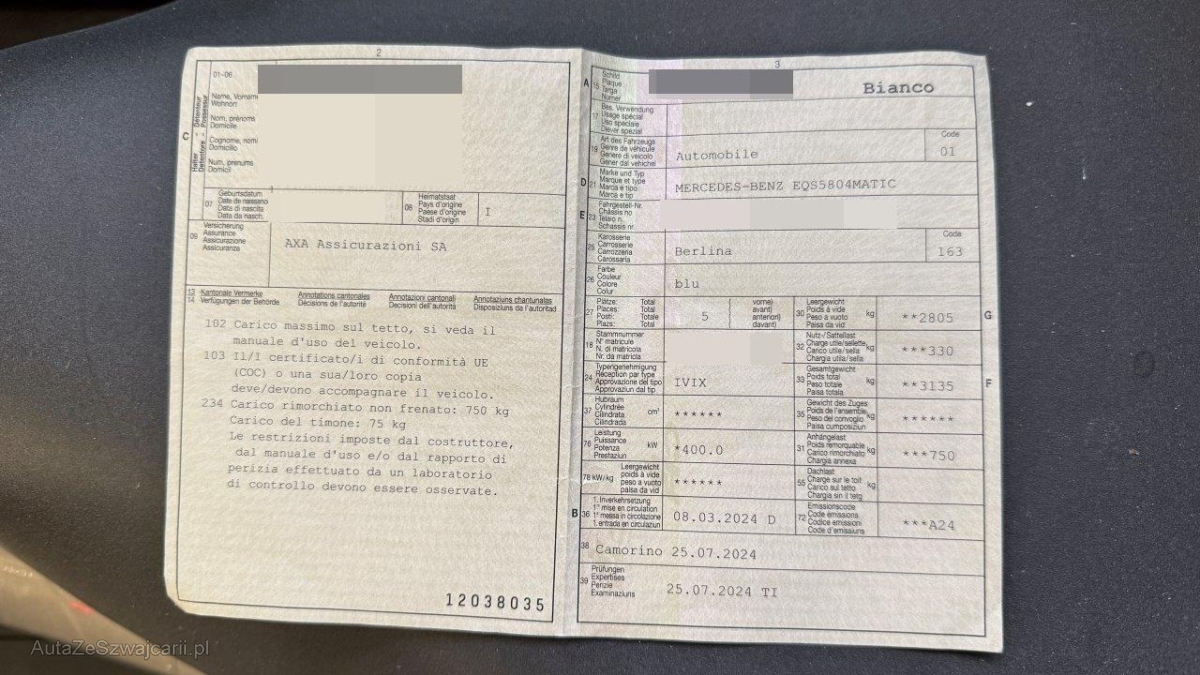 2
01-06
C
Halter Détenteur
Detentore Possessur
Name, Vornamen
Wohnort
Nom, prénoms
Domicile
Cognome, nomi
Domicilio
Num, prenums
Domicil
07
Geburtsdatum
Date de naissance
Data di nascita
Data da nasch.
08
Heimatstaat
Pays d'origine
Paese d'origine
Stadi d'origin
I
09
Versicherung
Assurance
Assicurazione
Assicuranza
AXA Assicurazioni SA
13
14
Kantonale Vermerke
Verfügungen der Behörde
Annotations cantonales
Décisions de l'autorité
Annotazioni cantonali
Decisioni dell'autorità
Annotaziuns chantunalas
Disposiziuns da l'autoritad
102 Carico massimo sul tetto, si veda il
manuale d'uso del veicolo.
103 Il/I certificato/i di conformità UE
(COC) o una sua/loro copia
deve/devono accompagnare il veicolo.
234 Carico rimorchiato non frenato: 750 kg
Carico del timone: 75 kg
Le restrizioni imposte dal costruttore,
dal manuale d'uso e/o dal rapporto di
perizia effettuato da un laboratorio
di controllo devono essere osservate.
12038035
3
A
15
Schild
Plaque
Targa
Numer
Bianco
17
Bes. Verwendung
Usage spécial
Uso speciale
Diever spezial
19
Art des Fahrzeugs
Genre de véhicule
Genere di veicolo
Gener dal vehichel
Automobile
Code
01
D
21
Marke und Typ
Marque et type
Marca e tipo
Marca e tip
MERCEDES-BENZ EQS5804MATIC
E
23
Fahrgestell-Nr.
Châssis no
Telaio n.
Schassis nr.
25
Karosserie
Carrosserie
Carrozzeria
Carossaria
Berlina
Code
163
26
Farbe
Couleur
Colore
Colur
blu
27
Plätze: Total
Places: Total
Posti: Totale
Plazs: Total
5
vorne)
avant)
anteriori)
davant)
30
Leergewicht
Poids à vide
Peso a vuoto
Paisa da vid
kg
**2805
G
18
Stammnummer
N° matricule
N. di matricola
Nr. da matricla
32
Nutz-/Sattellast
Charge utile/sellette
Carico utile/sella
Chargia utila/sella
kg
***330
24
Typengenehmigung
Réception par type
Approvazione del tipo
Approvaziun dal tip
IVIX
33
Gesamtgewicht
Poids total
Peso totale
Paisa totala
kg
**3135
F
37
Hubraum
Cylindrée
Cilindrata
Cilindrada
cm³
******
35
Gewicht des Zuges
Poids de l'ensemble
Peso del convoglio
Paisa cumposiziun
kg
******
76
Leistung
Puissance
Potenza
Prestaziun
kW
*400.0
31
Anhängelast
Poids remorquable
Carico rimorchiato
Chargia annexa
kg
***750
78 kW/kg
Leergewicht
poids à vide
peso a vuoto
paisa da vid
******
55
Dachlast
Charge sur le toit
Carico sul tetto
Chargia sin il tetg
kg
B
36
1. Inverkehrsetzung
1re mise en circulation
1a messa in circolazione
1. entrada en circulaziun
08.03.2024 D
72
Emissionscode
Code émissions
Codice emissioni
Code d'emissiuns
***A24
38
Camorino 25.07.2024
39
Prüfungen
Expertises
Perizie
Examinaziuns
25.07.2024 TI
AutaZeSzwajcarii.pl